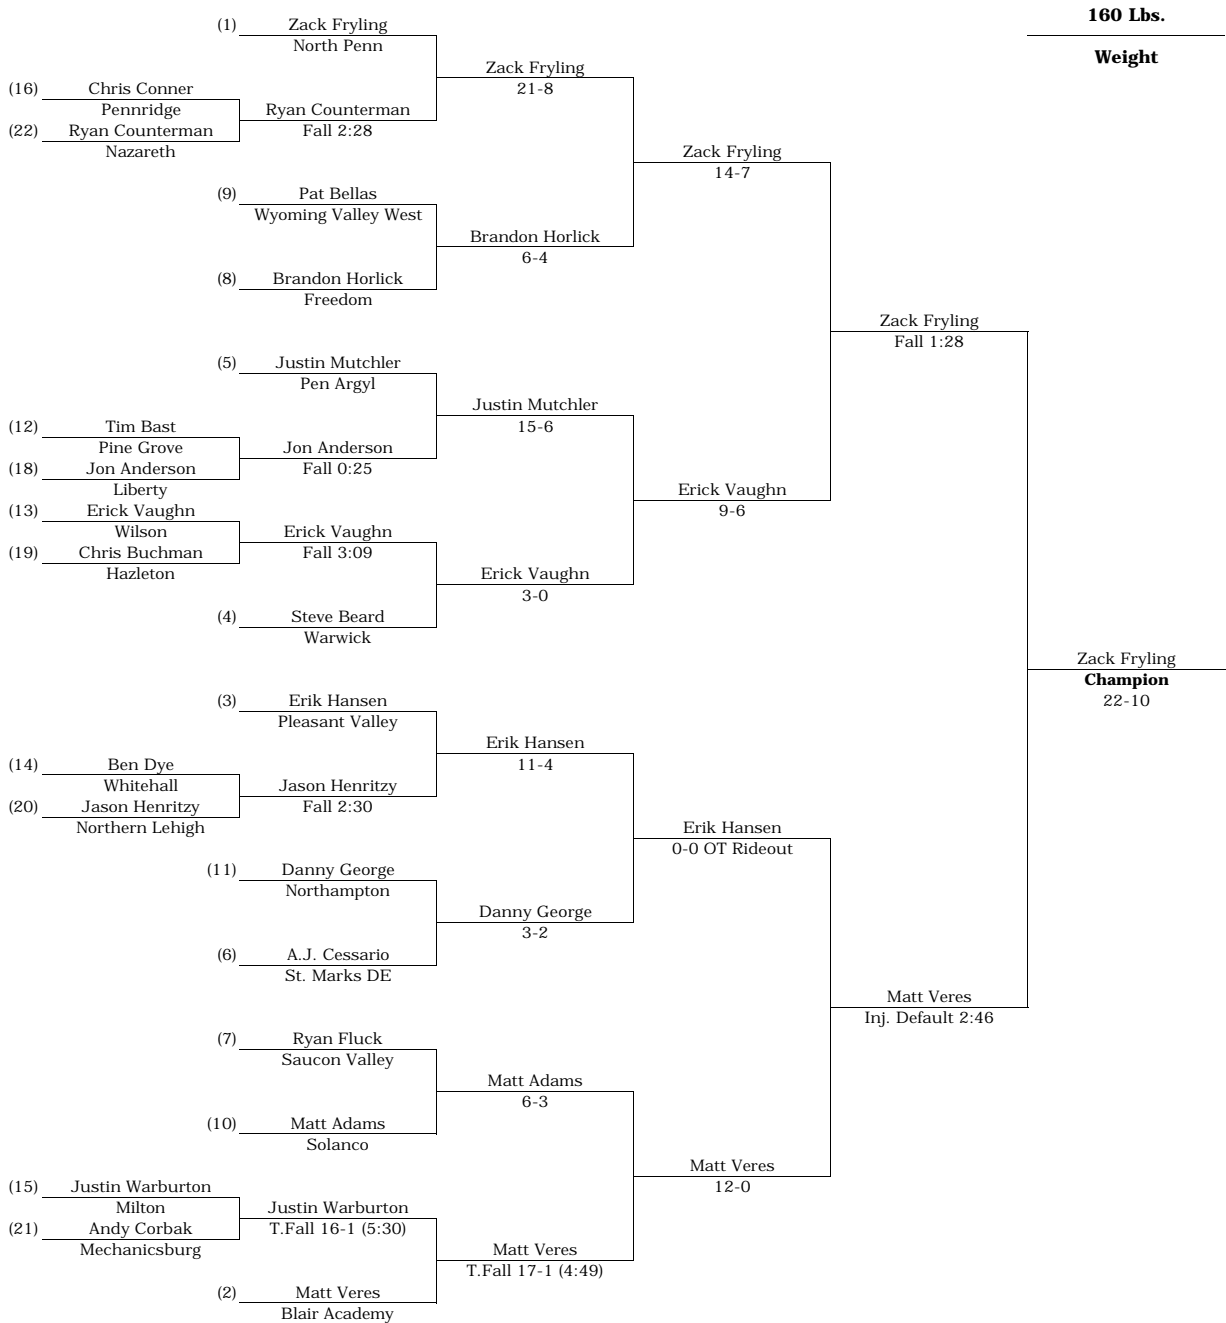 160 Lbs.
Weight
(1) Zack Fryling
North Penn
Zack Fryling
21-8
(16) Chris Conner
Pennridge
Ryan Counterman
Fall 2:28
(22) Ryan Counterman
Nazareth
Zack Fryling
14-7
(9) Pat Bellas
Wyoming Valley West
Brandon Horlick
6-4
(8) Brandon Horlick
Freedom
Zack Fryling
Fall 1:28
(5) Justin Mutchler
Pen Argyl
Justin Mutchler
15-6
(12) Tim Bast
Pine Grove
Jon Anderson
Fall 0:25
(18) Jon Anderson
Liberty
Erick Vaughn
9-6
(13) Erick Vaughn
Wilson
Erick Vaughn
Fall 3:09
(19) Chris Buchman
Hazleton
Erick Vaughn
3-0
(4) Steve Beard
Warwick
Zack Fryling
Champion
22-10
(3) Erik Hansen
Pleasant Valley
Erik Hansen
11-4
(14) Ben Dye
Whitehall
Jason Henritzy
Fall 2:30
(20) Jason Henritzy
Northern Lehigh
Erik Hansen
0-0 OT Rideout
(11) Danny George
Northampton
Danny George
3-2
(6) A.J. Cessario
St. Marks DE
Matt Veres
Inj. Default 2:46
(7) Ryan Fluck
Saucon Valley
Matt Adams
6-3
(10) Matt Adams
Solanco
Matt Veres
12-0
(15) Justin Warburton
Milton
Justin Warburton
T.Fall 16-1 (5:30)
(21) Andy Corbak
Mechanicsburg
Matt Veres
T.Fall 17-1 (4:49)
(2) Matt Veres
Blair Academy